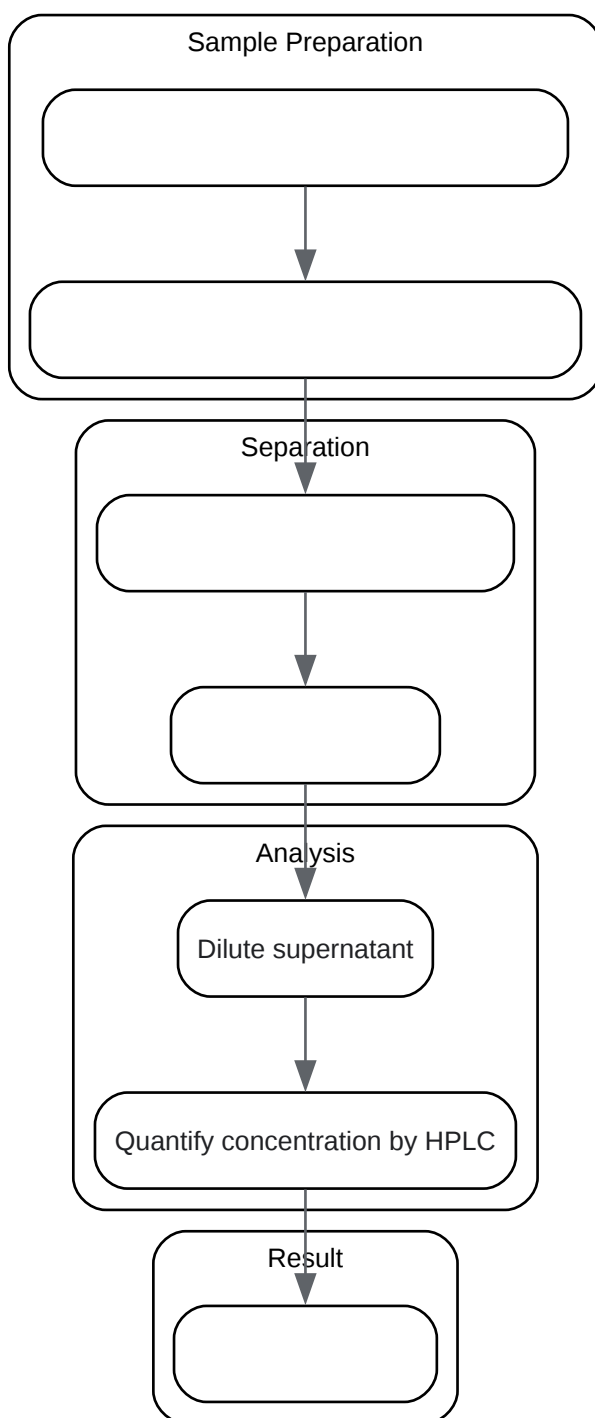 Sample Preparation
Separation
Analysis
Dilute supernatant
Quantify concentration by HPLC
Result